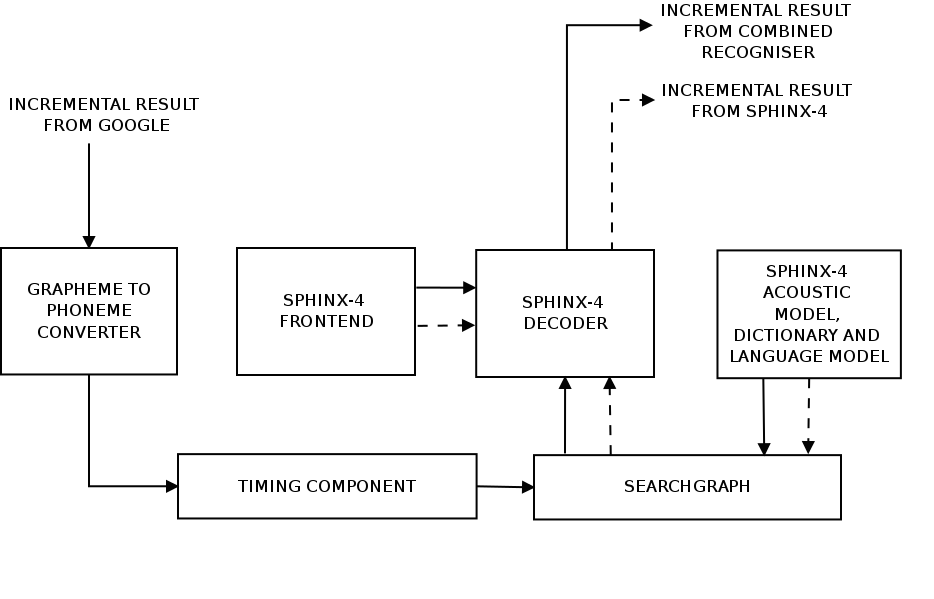 INCREMENTAL RESULT
FROM COMBINED
RECOGNISER
INCREMENTAL RESULT
FROM SPHINX-4
INCREMENTAL RESULT
FROM GOOGLE
GRAPHEME TO
PHONEME
CONVERTER
SPHINX-4
FRONTEND
SPHINX-4
DECODER
SPHINX-4
ACOUSTIC
MODEL,
DICTIONARY AND
LANGUAGE MODEL
TIMING COMPONENT
SEARCHGRAPH